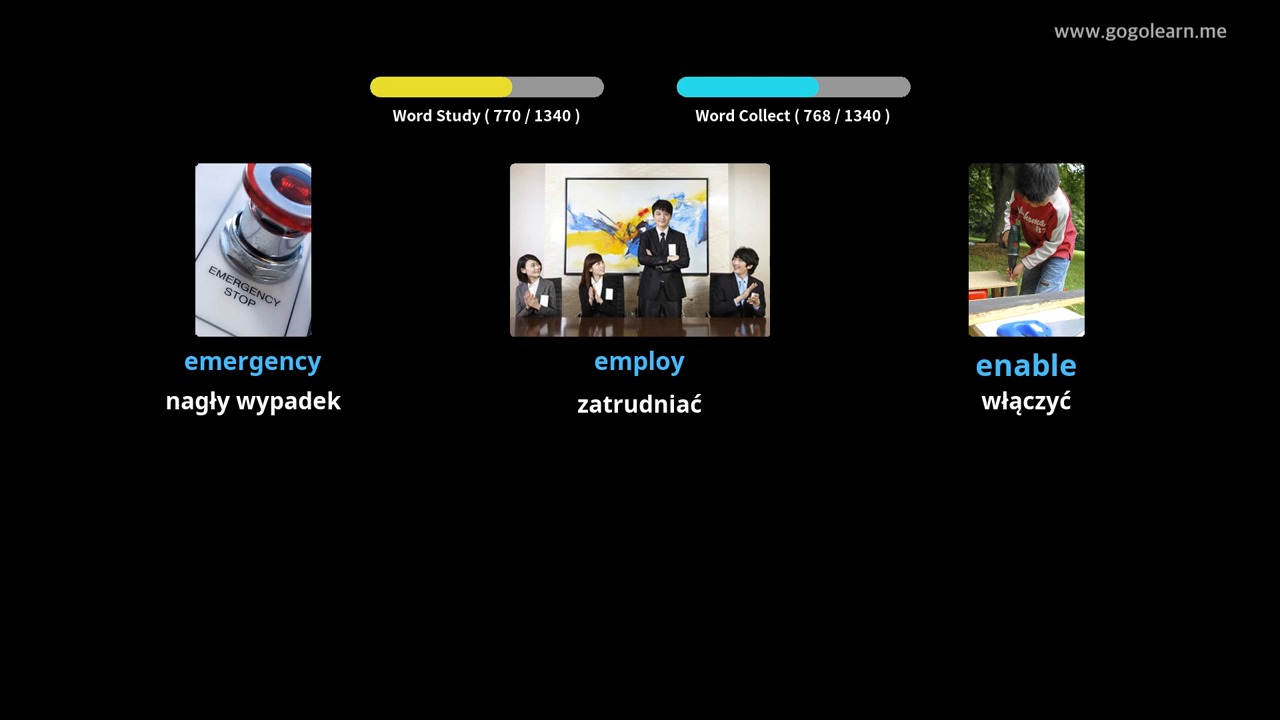 www.gogolearn.me
Word Study ( 770 / 1340 )
Word Collect ( 768 / 1340 )
EMERGENCY
STOP
emergency
employ
enable
nagły wypadek
zatrudniać
włączyć